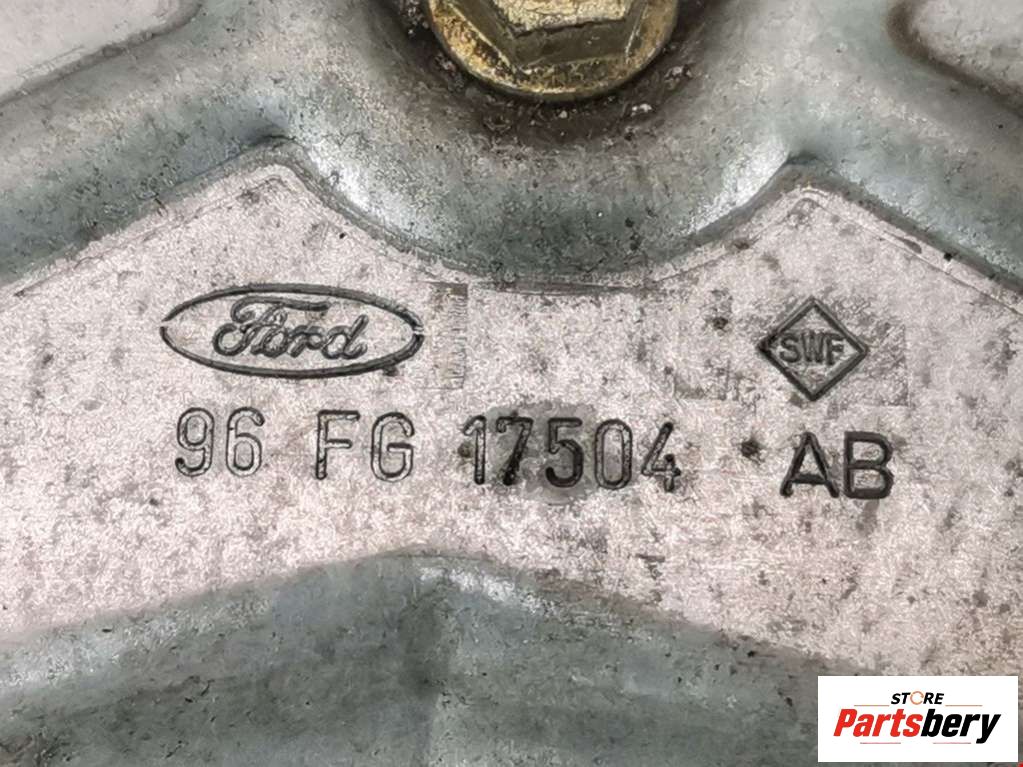 Ford
SWF
96 FG 17504 AB
STORE
Partsbery